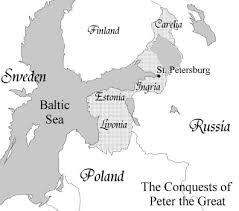 Finland
Carelia
St. Petersburg
Sweden
Ingria
Baltic
Sea
Estonia
Russia
Livonia
Poland
The Conquests of
Peter the Great